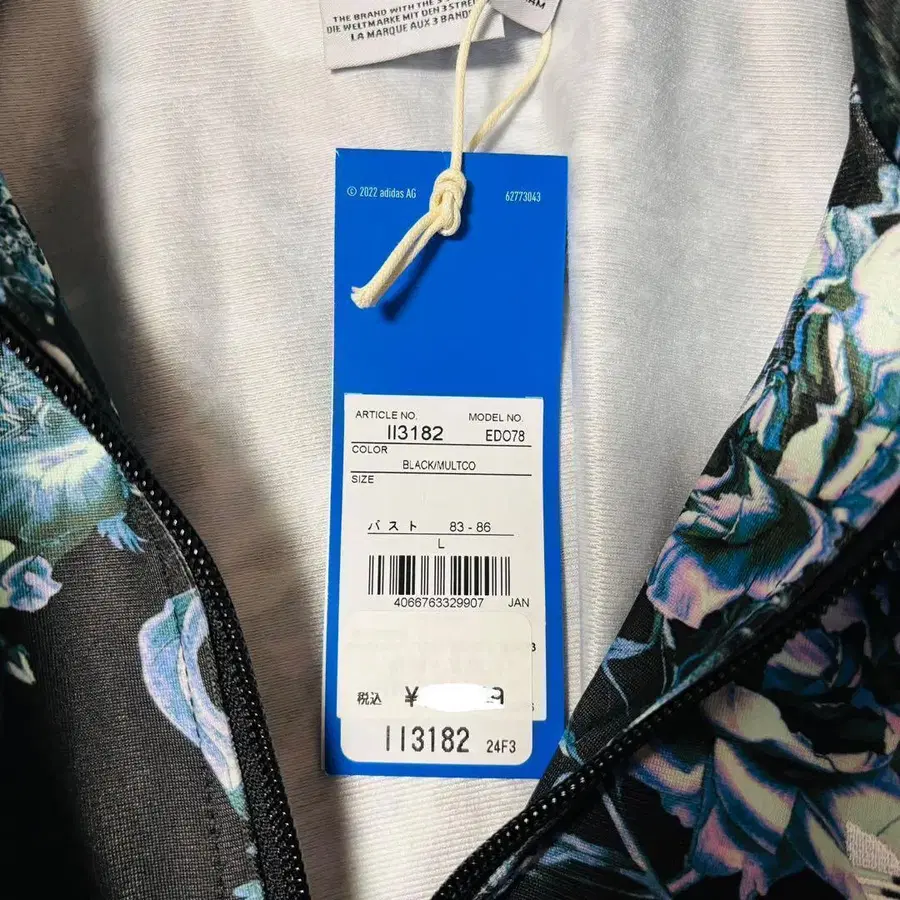 THE BRAND WITH THE 3
DIE WELTMARKE MIT DEN 3
LA MARQUE AUX 3 BANDES
© 2022 adidas AG 62773043
ARTICLE NO. MODEL NO.
II3182 EDO78
COLOR
BLACK/MULTCO
SIZE
バスト 83 - 86
L
4066763329907 JAN
税込 ¥ 9
II3182 24F3